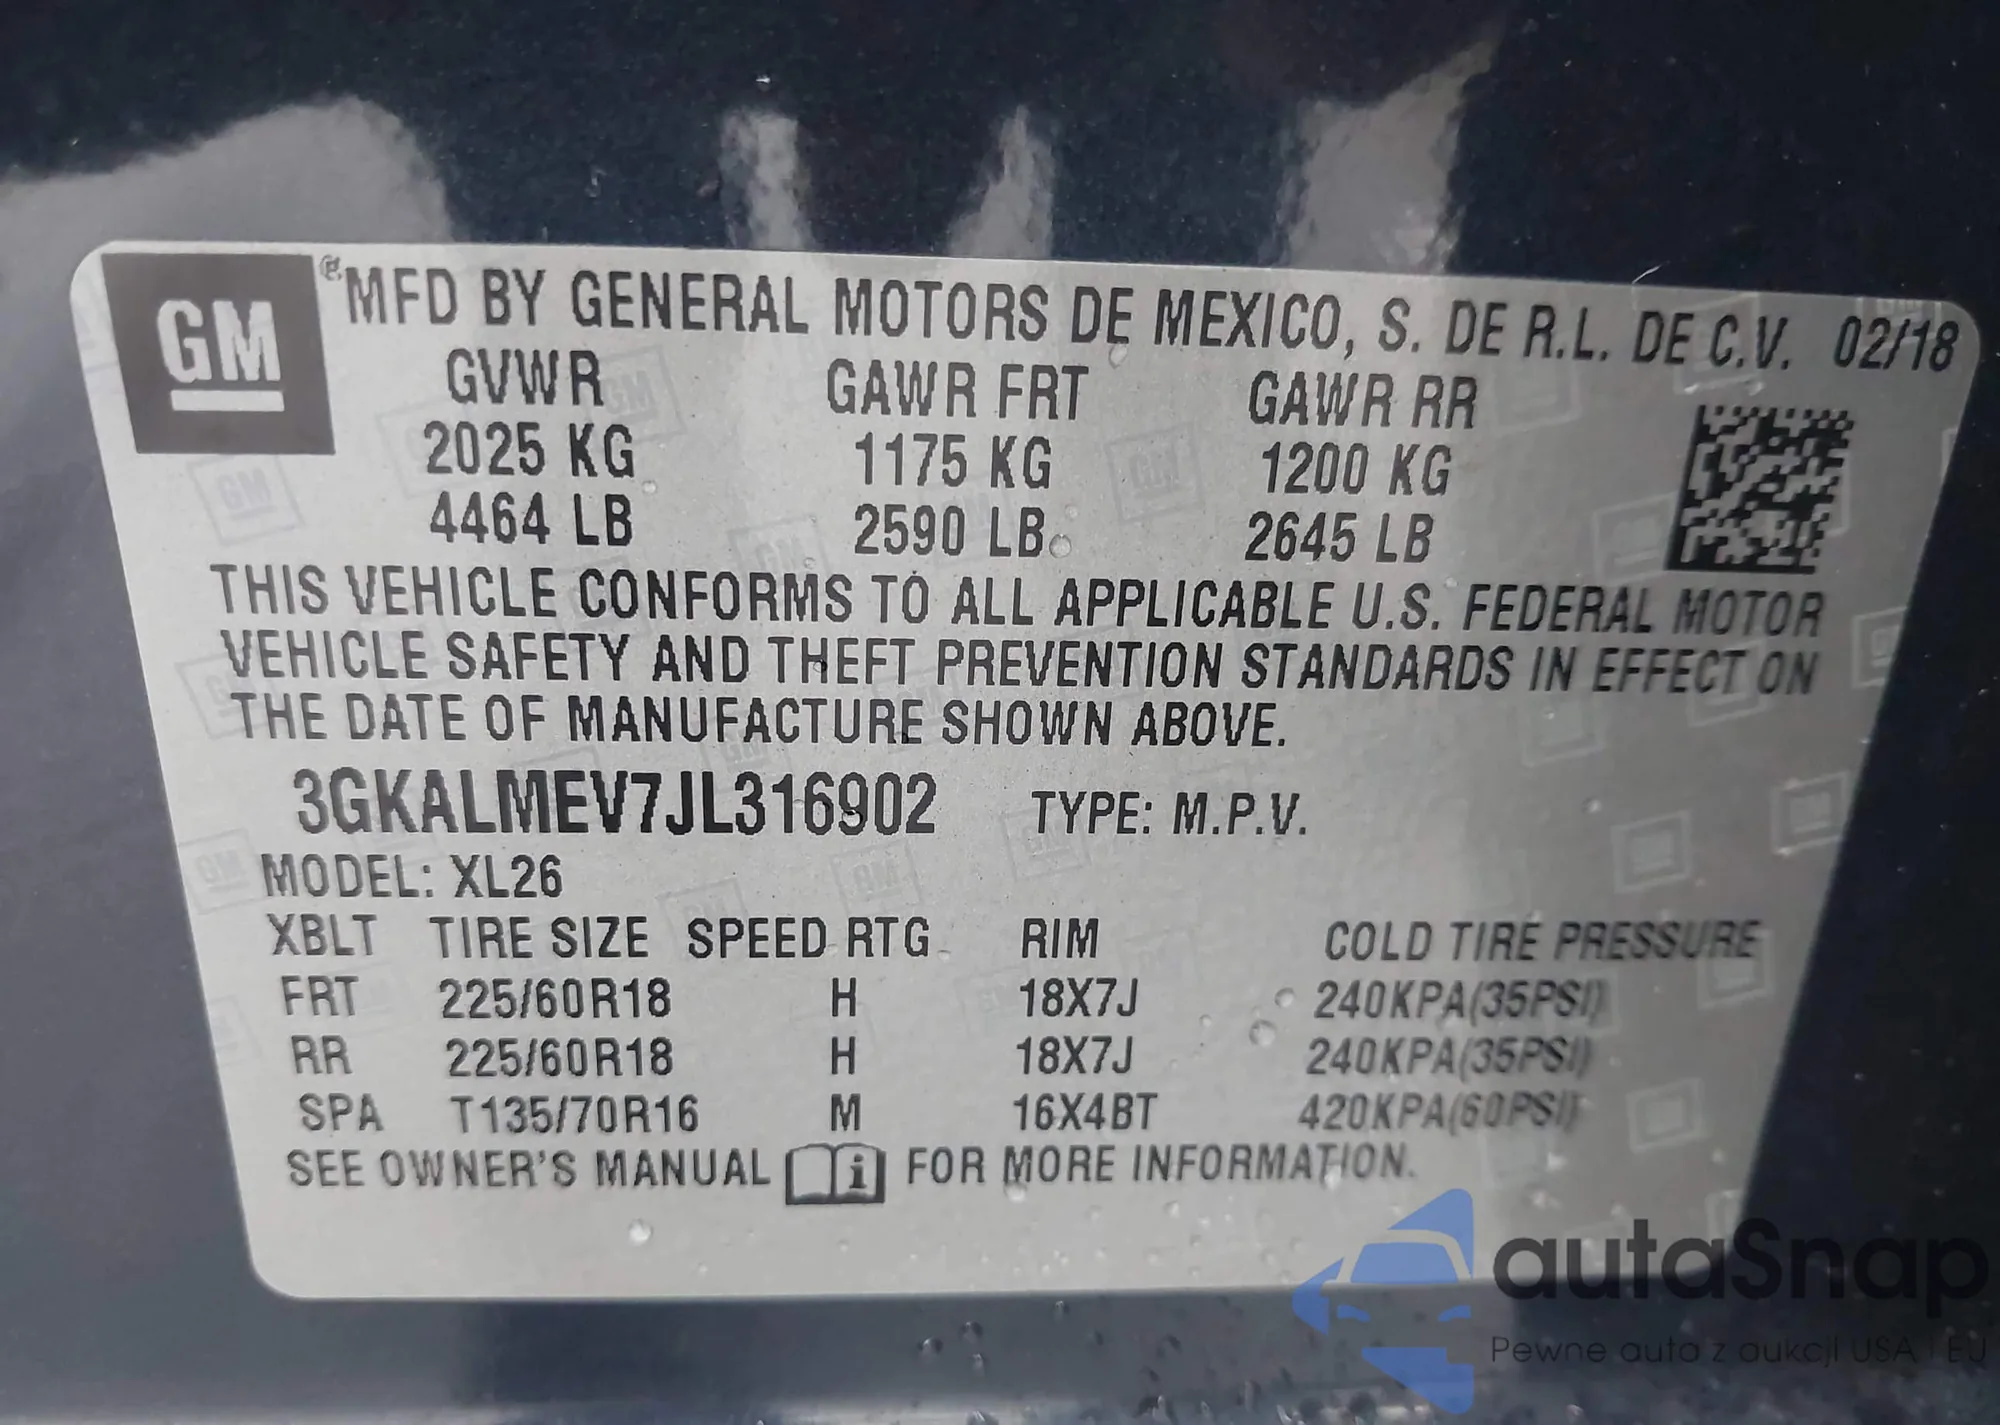 GM
MFD BY GENERAL MOTORS DE MEXICO, S. DE R.L. DE C.V. 02/18
GVWR GAWR FRT GAWR RR
2025 KG 1175 KG 1200 KG
4464 LB 2590 LB 2645 LB
THIS VEHICLE CONFORMS TO ALL APPLICABLE U.S. FEDERAL MOTOR
VEHICLE SAFETY AND THEFT PREVENTION STANDARDS IN EFFECT ON
THE DATE OF MANUFACTURE SHOWN ABOVE.
3GKALMEV7JL316902 TYPE: M.P.V.
MODEL: XL26
XBLT TIRE SIZE SPEED RTG RIM COLD TIRE PRESSURE
FRT 225/60R18 H 18X7J 240KPA(35PSI)
RR 225/60R18 H 18X7J 240KPA(35PSI)
SPA T135/70R16 M 16X4BT 420KPA(60PSI)
SEE OWNER'S MANUAL i FOR MORE INFORMATION.
autaSnap
Pewne auta z aukcji USA i EU